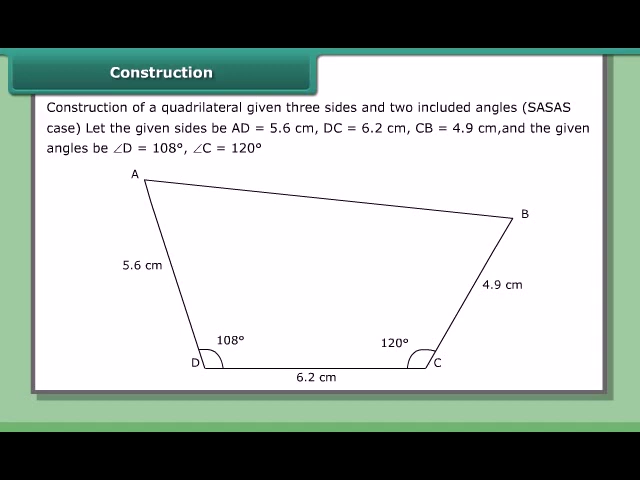 Construction
Construction of a quadrilateral given three sides and two included angles (SASAS
case) Let the given sides be AD = 5.6 cm, DC = 6.2 cm, CB = 4.9 cm,and the given
angles be ∠D = 108°, ∠C = 120°
A
B
5.6 cm
4.9 cm
108°
120°
D
C
6.2 cm